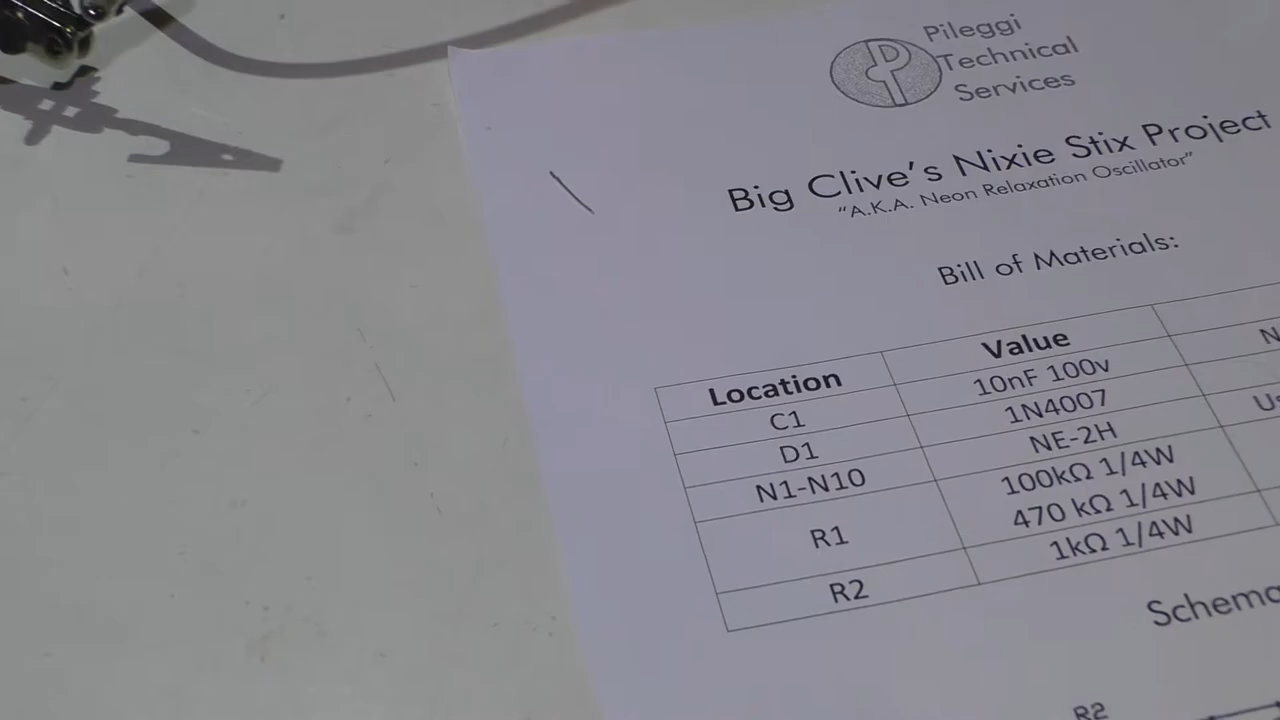 Pileggi
Technical
Services
Big Clive's Nixie Stix Project
"A.K.A. Neon Relaxation Oscillator"
Bill of Materials:
Location Value
C1 10nF 100v
D1 1N4007
N1-N10 NE-2H
R1 100kΩ 1/4W
470 kΩ 1/4W
R2 1kΩ 1/4W
R2